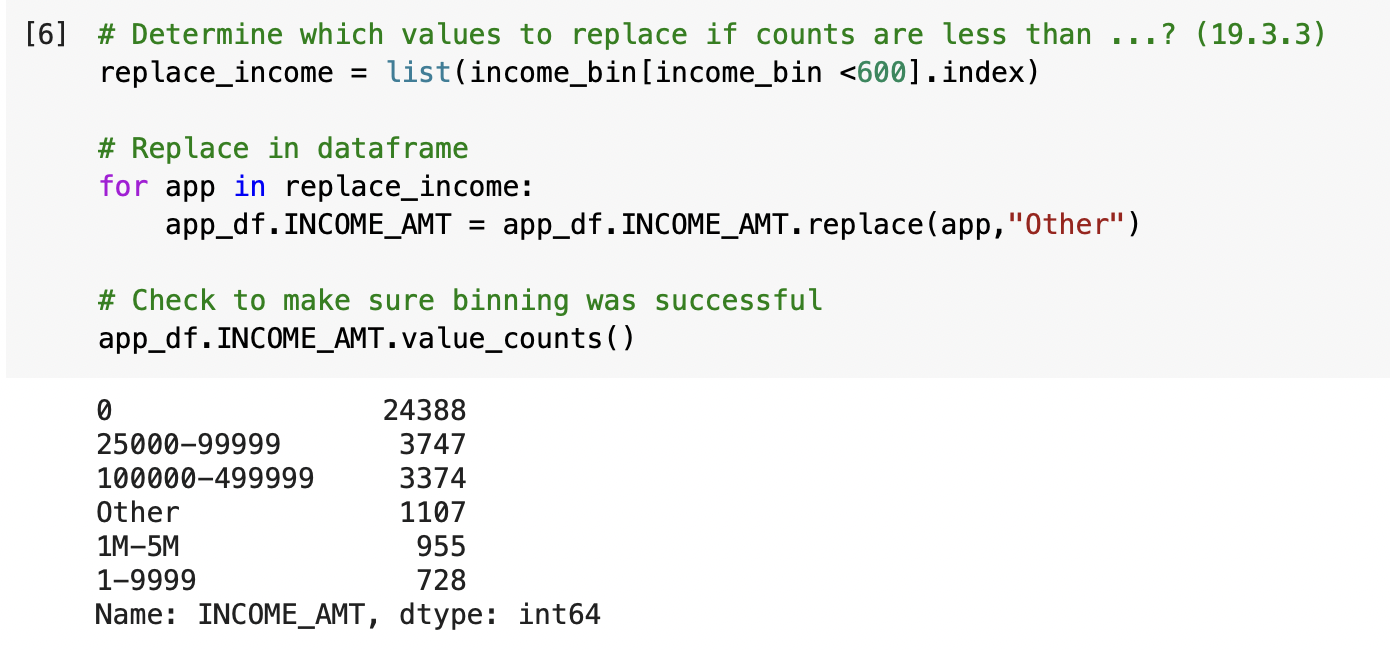 [6] # Determine which values to replace if counts are less than ...? (19.3.3)
replace_income = list(income_bin[income_bin <600].index)
# Replace in dataframe
for app in replace_income:
    app_df.INCOME_AMT = app_df.INCOME_AMT.replace(app,"Other")
# Check to make sure binning was successful
app_df.INCOME_AMT.value_counts()
0                24388
25000-99999       3747
100000-499999     3374
Other             1107
1M-5M              955
1-9999             728
Name: INCOME_AMT, dtype: int64